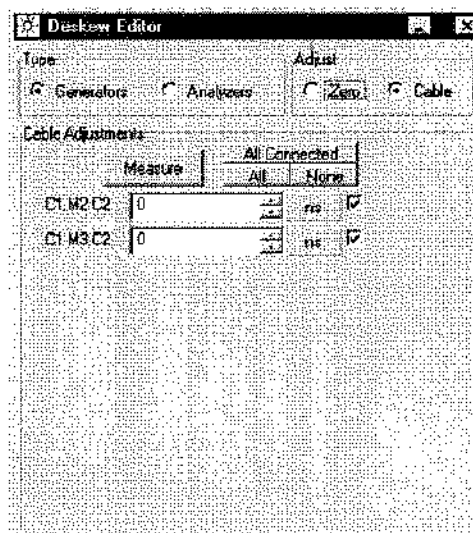 Deskew Editor
Type
Generators
Analyzers
Adjust
Zero
Cable
Cable Adjustments
Measure
All Connected
All
None
C1 M2 C2
0
ns
C1 M3 C2
0
ns